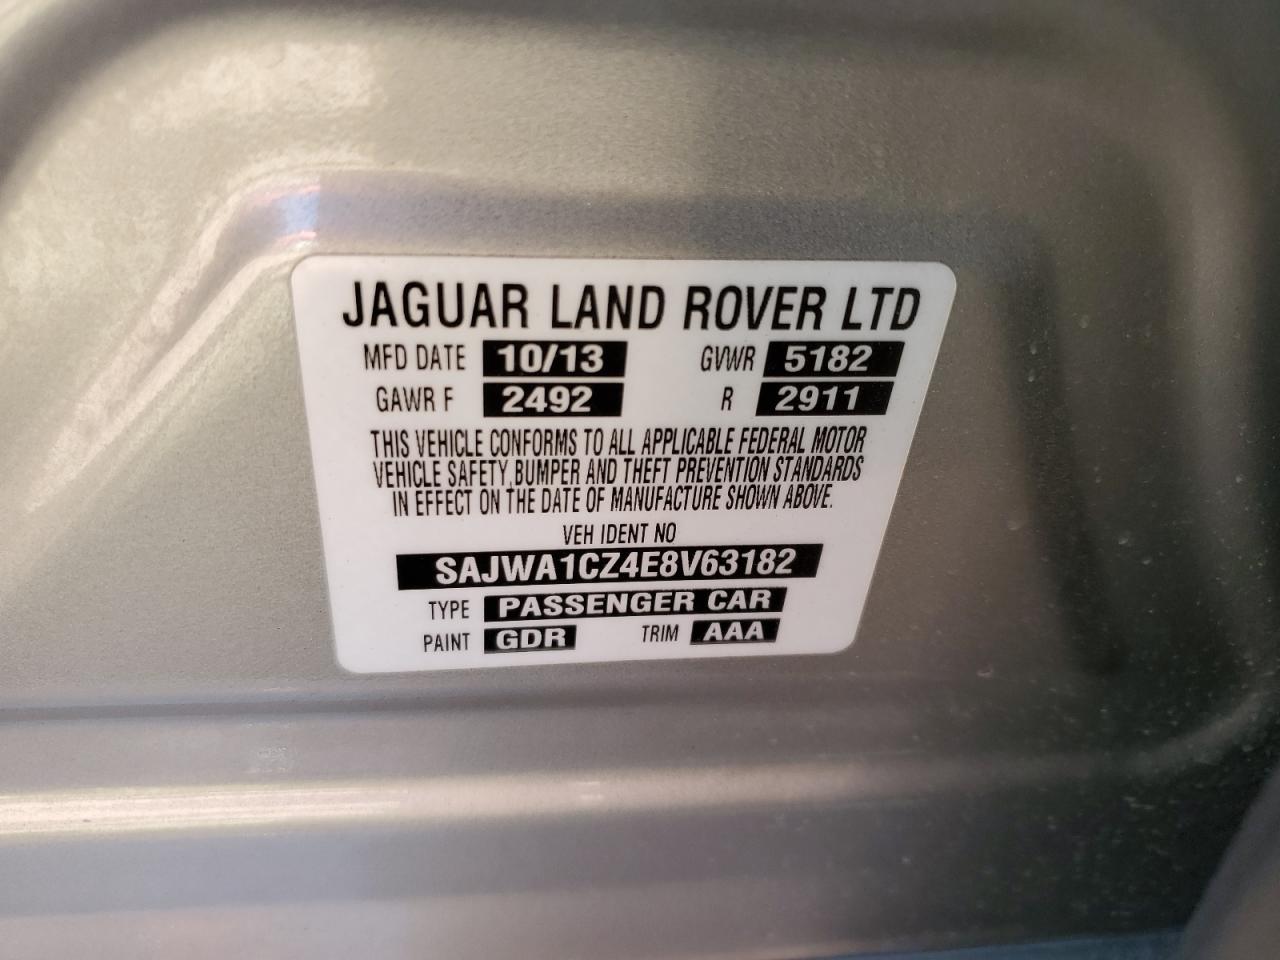 JAGUAR LAND ROVER LTD
MFD DATE 10/13 GVWR 5182
GAWR F 2492 R 2911
THIS VEHICLE CONFORMS TO ALL APPLICABLE FEDERAL MOTOR
VEHICLE SAFETY, BUMPER AND THEFT PREVENTION STANDARDS
IN EFFECT ON THE DATE OF MANUFACTURE SHOWN ABOVE.
VEH IDENT NO
SAJWA1CZ4E8V63182
TYPE PASSENGER CAR
PAINT GDR TRIM AAA